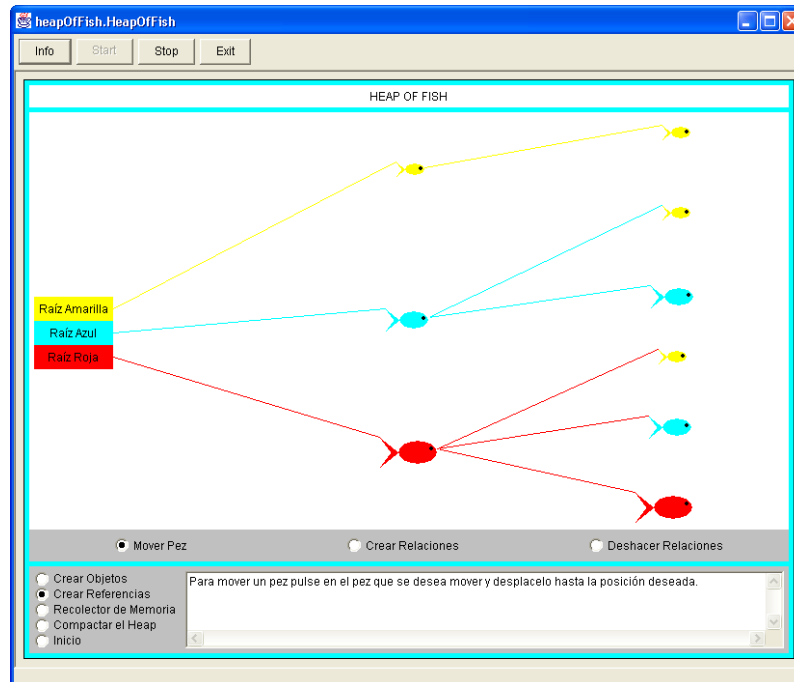 heapOfFish.HeapOfFish
Info Start Stop Exit
HEAP OF FISH
Raíz Amarilla
Raíz Azul
Raíz Roja
Mover Pez Crear Relaciones Deshacer Relaciones
Crear Objetos
Crear Referencias
Recolector de Memoria
Compactar el Heap
Inicio
Para mover un pez pulse en el pez que se desea mover y desplacelo hasta la posición deseada.